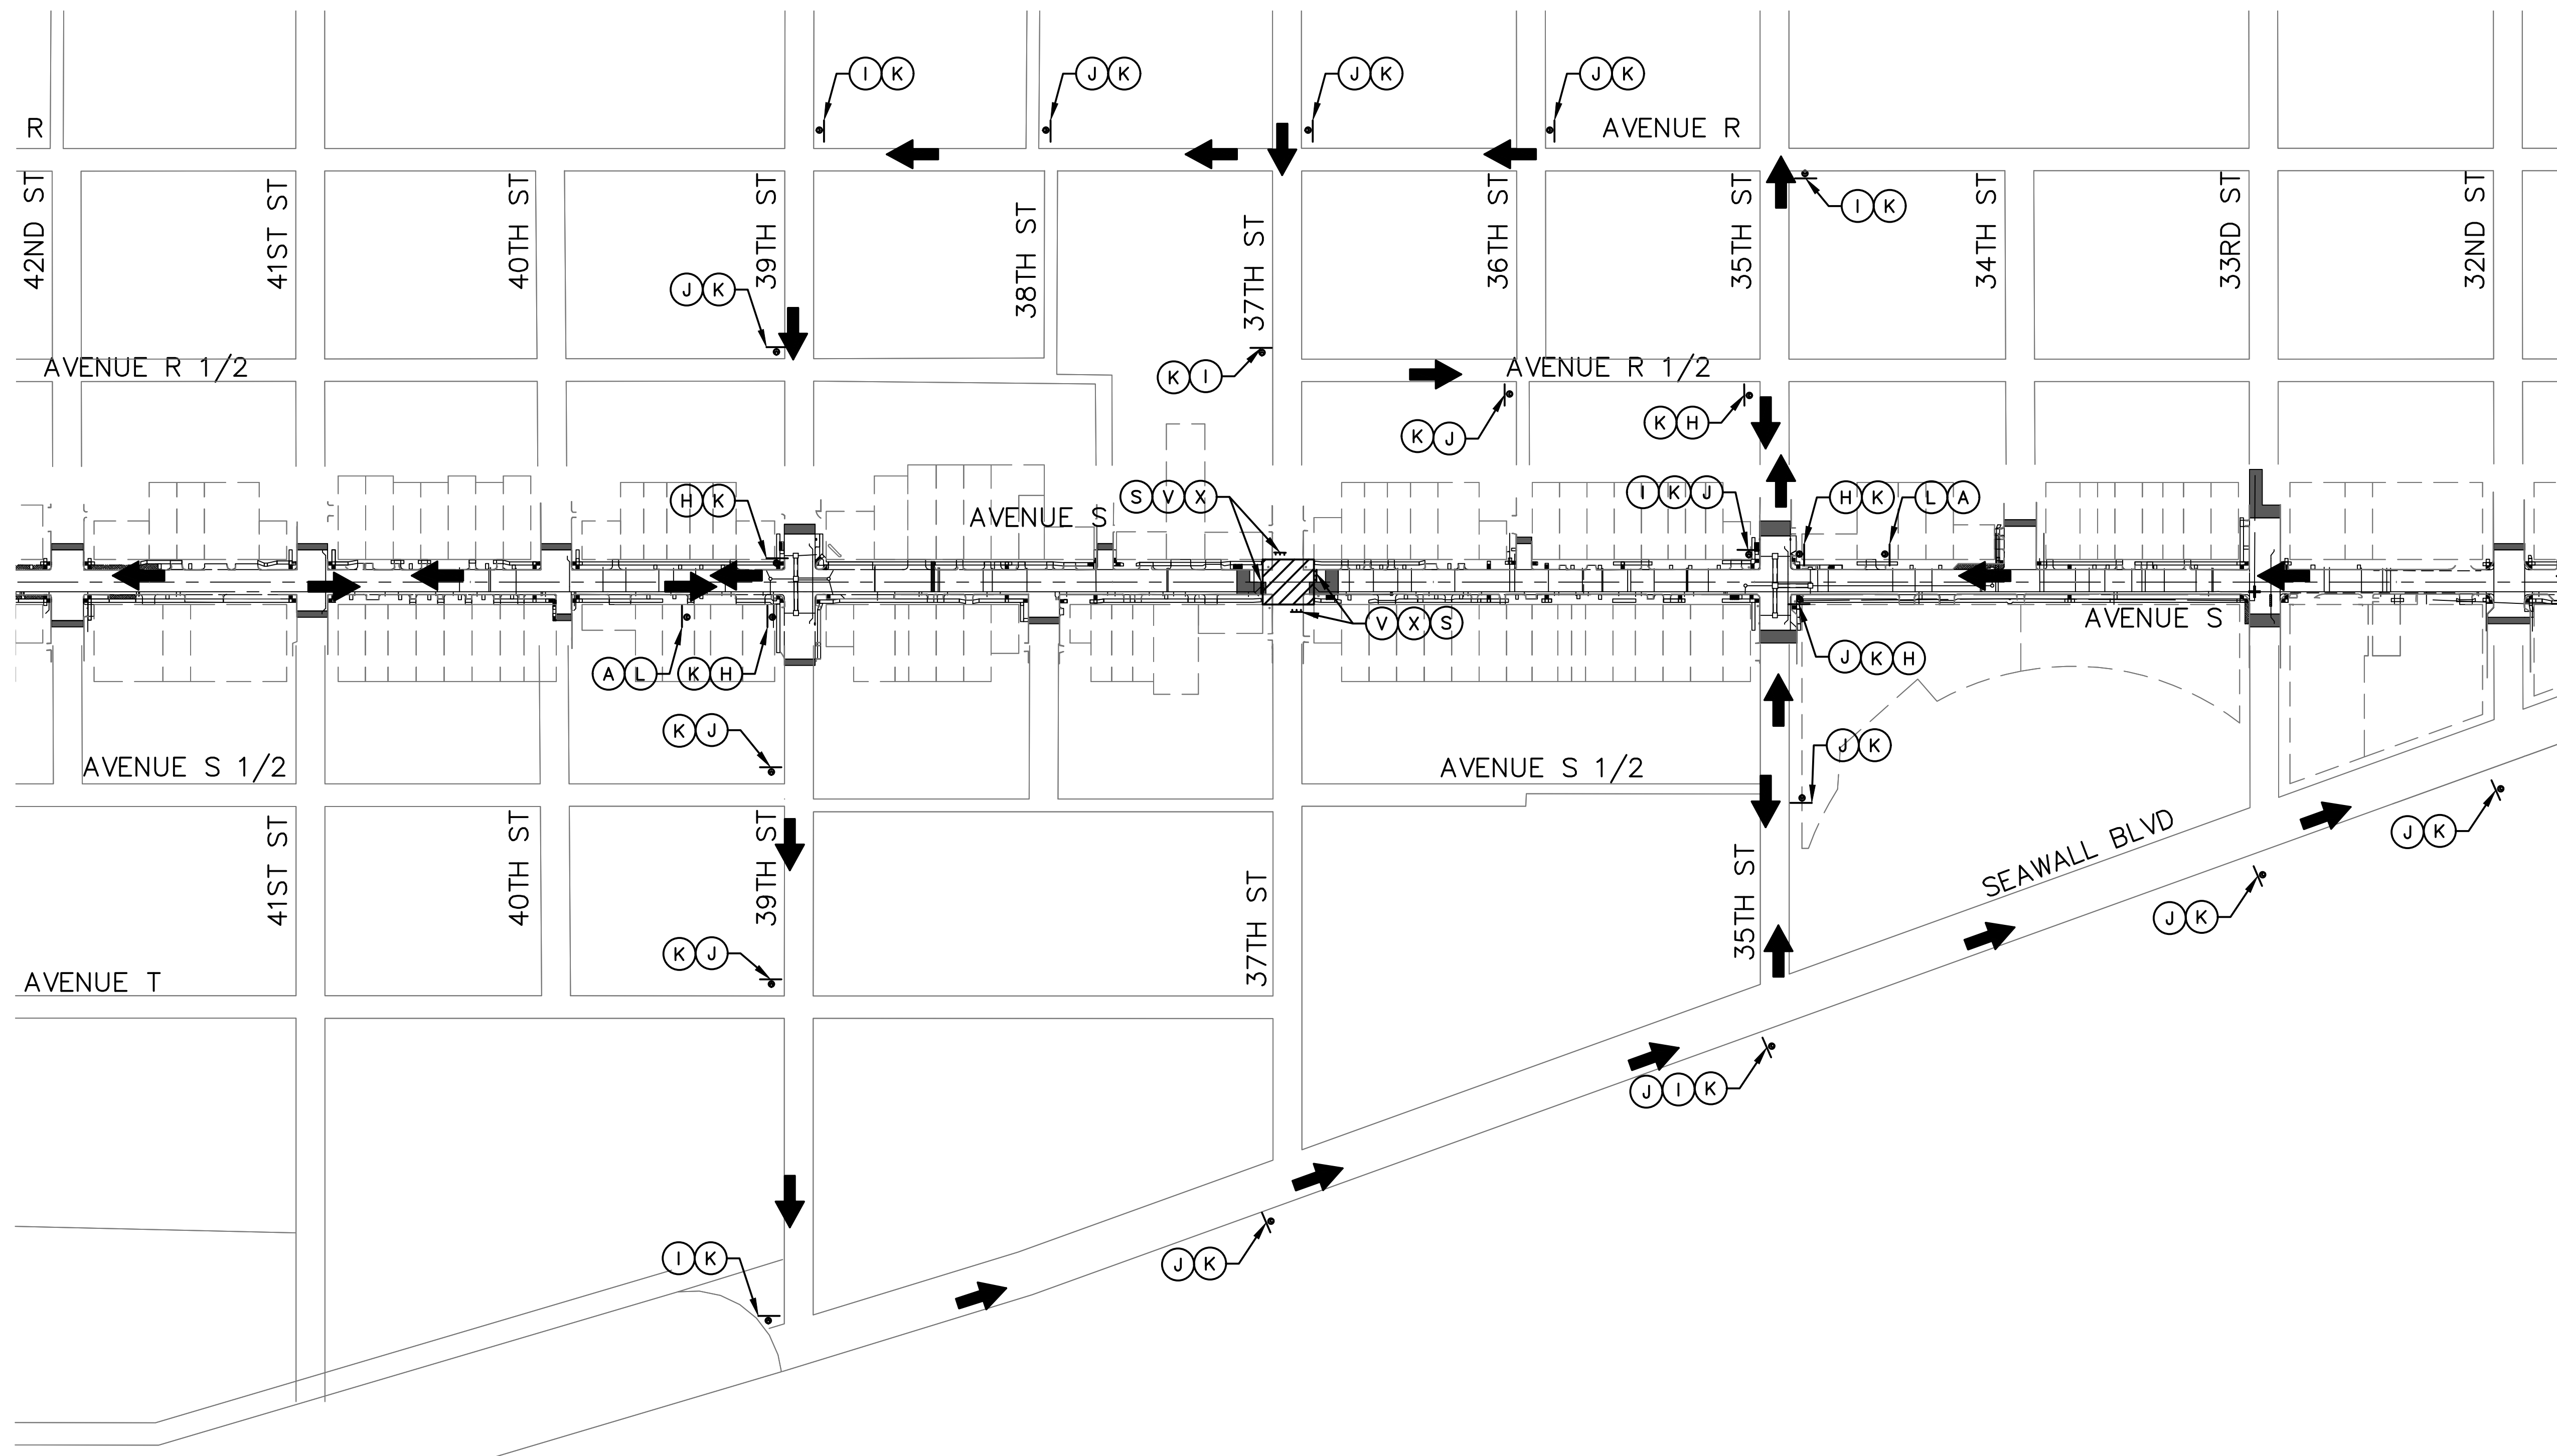 I K
J K
J K
J K
R
AVENUE R
42ND ST
41ST ST
40TH ST
39TH ST
38TH ST
37TH ST
36TH ST
35TH ST
34TH ST
33RD ST
32ND ST
I K
J K
AVENUE R 1/2
K I
AVENUE R 1/2
K J
K H
H K
S V X
AVENUE S
I K J
H K
L A
V X S
AVENUE S
A L
K H
J K H
K J
J K
AVENUE S 1/2
AVENUE S 1/2
41ST ST
40TH ST
39TH ST
37TH ST
35TH ST
SEAWALL BLVD
J K
J K
K J
AVENUE T
J I K
I K
J K